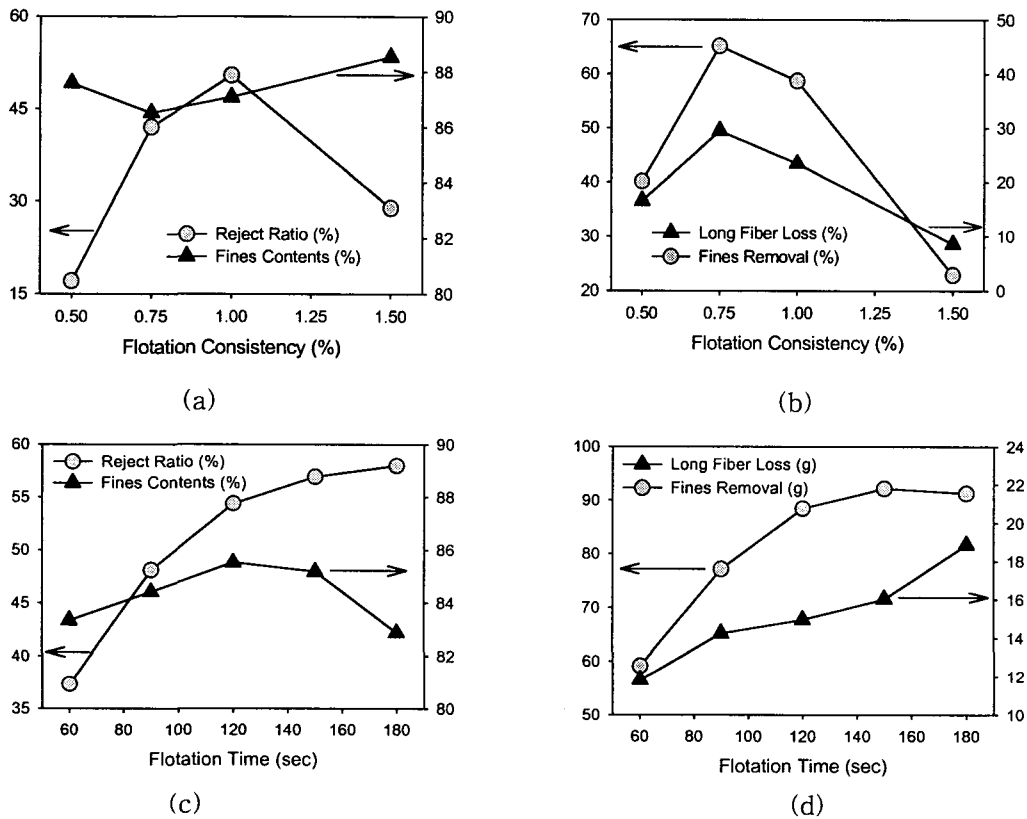 60
45
30
15
90
88
86
84
82
80
Reject Ratio (%)
Fines Contents (%)
0.50 0.75 1.00 1.50
Flotation Consistency (%)
(a)
70
60
50
40
30
20
50
40
30
20
10
0
Long Fiber Loss (%)
Fines Removal (%)
0.50 0.75 1.00 1.50
Flotation Consistency (%)
(b)
60
55
50
45
40
35
90
88
86
84
82
80
Reject Ratio (%)
Fines Contents (%)
60 80 100 120 140 160 180
Flotation Time (sec)
(c)
100
90
80
70
60
50
24
22
20
18
16
14
12
10
Long Fiber Loss (g)
Fines Removal (g)
60 80 100 120 140 160 180
Flotation Time (sec)
(d)